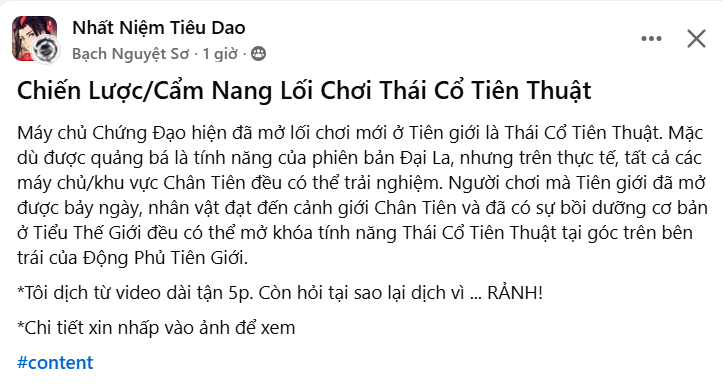 Nhất Niệm Tiêu Dao
Bạch Nguyệt Sơ · 1 giờ ·
Chiến Lược/Cẩm Nang Lối Chơi Thái Cổ Tiên Thuật
Máy chủ Chứng Đạo hiện đã mở lối chơi mới ở Tiên giới là Thái Cổ Tiên Thuật. Mặc
dù được quảng bá là tính năng của phiên bản Đại La, nhưng trên thực tế, tất cả các
máy chủ/khu vực Chân Tiên đều có thể trải nghiệm. Người chơi mà Tiên giới đã mở
được bảy ngày, nhân vật đạt đến cảnh giới Chân Tiên và đã có sự bồi dưỡng cơ bản
ở Tiểu Thế Giới đều có thể mở khóa tính năng Thái Cổ Tiên Thuật tại góc trên bên
trái của Động Phủ Tiên Giới.
*Tôi dịch từ video dài tận 5p. Còn hỏi tại sao lại dịch vì ... RẢNH!
*Chi tiết xin nhấp vào ảnh để xem
#content